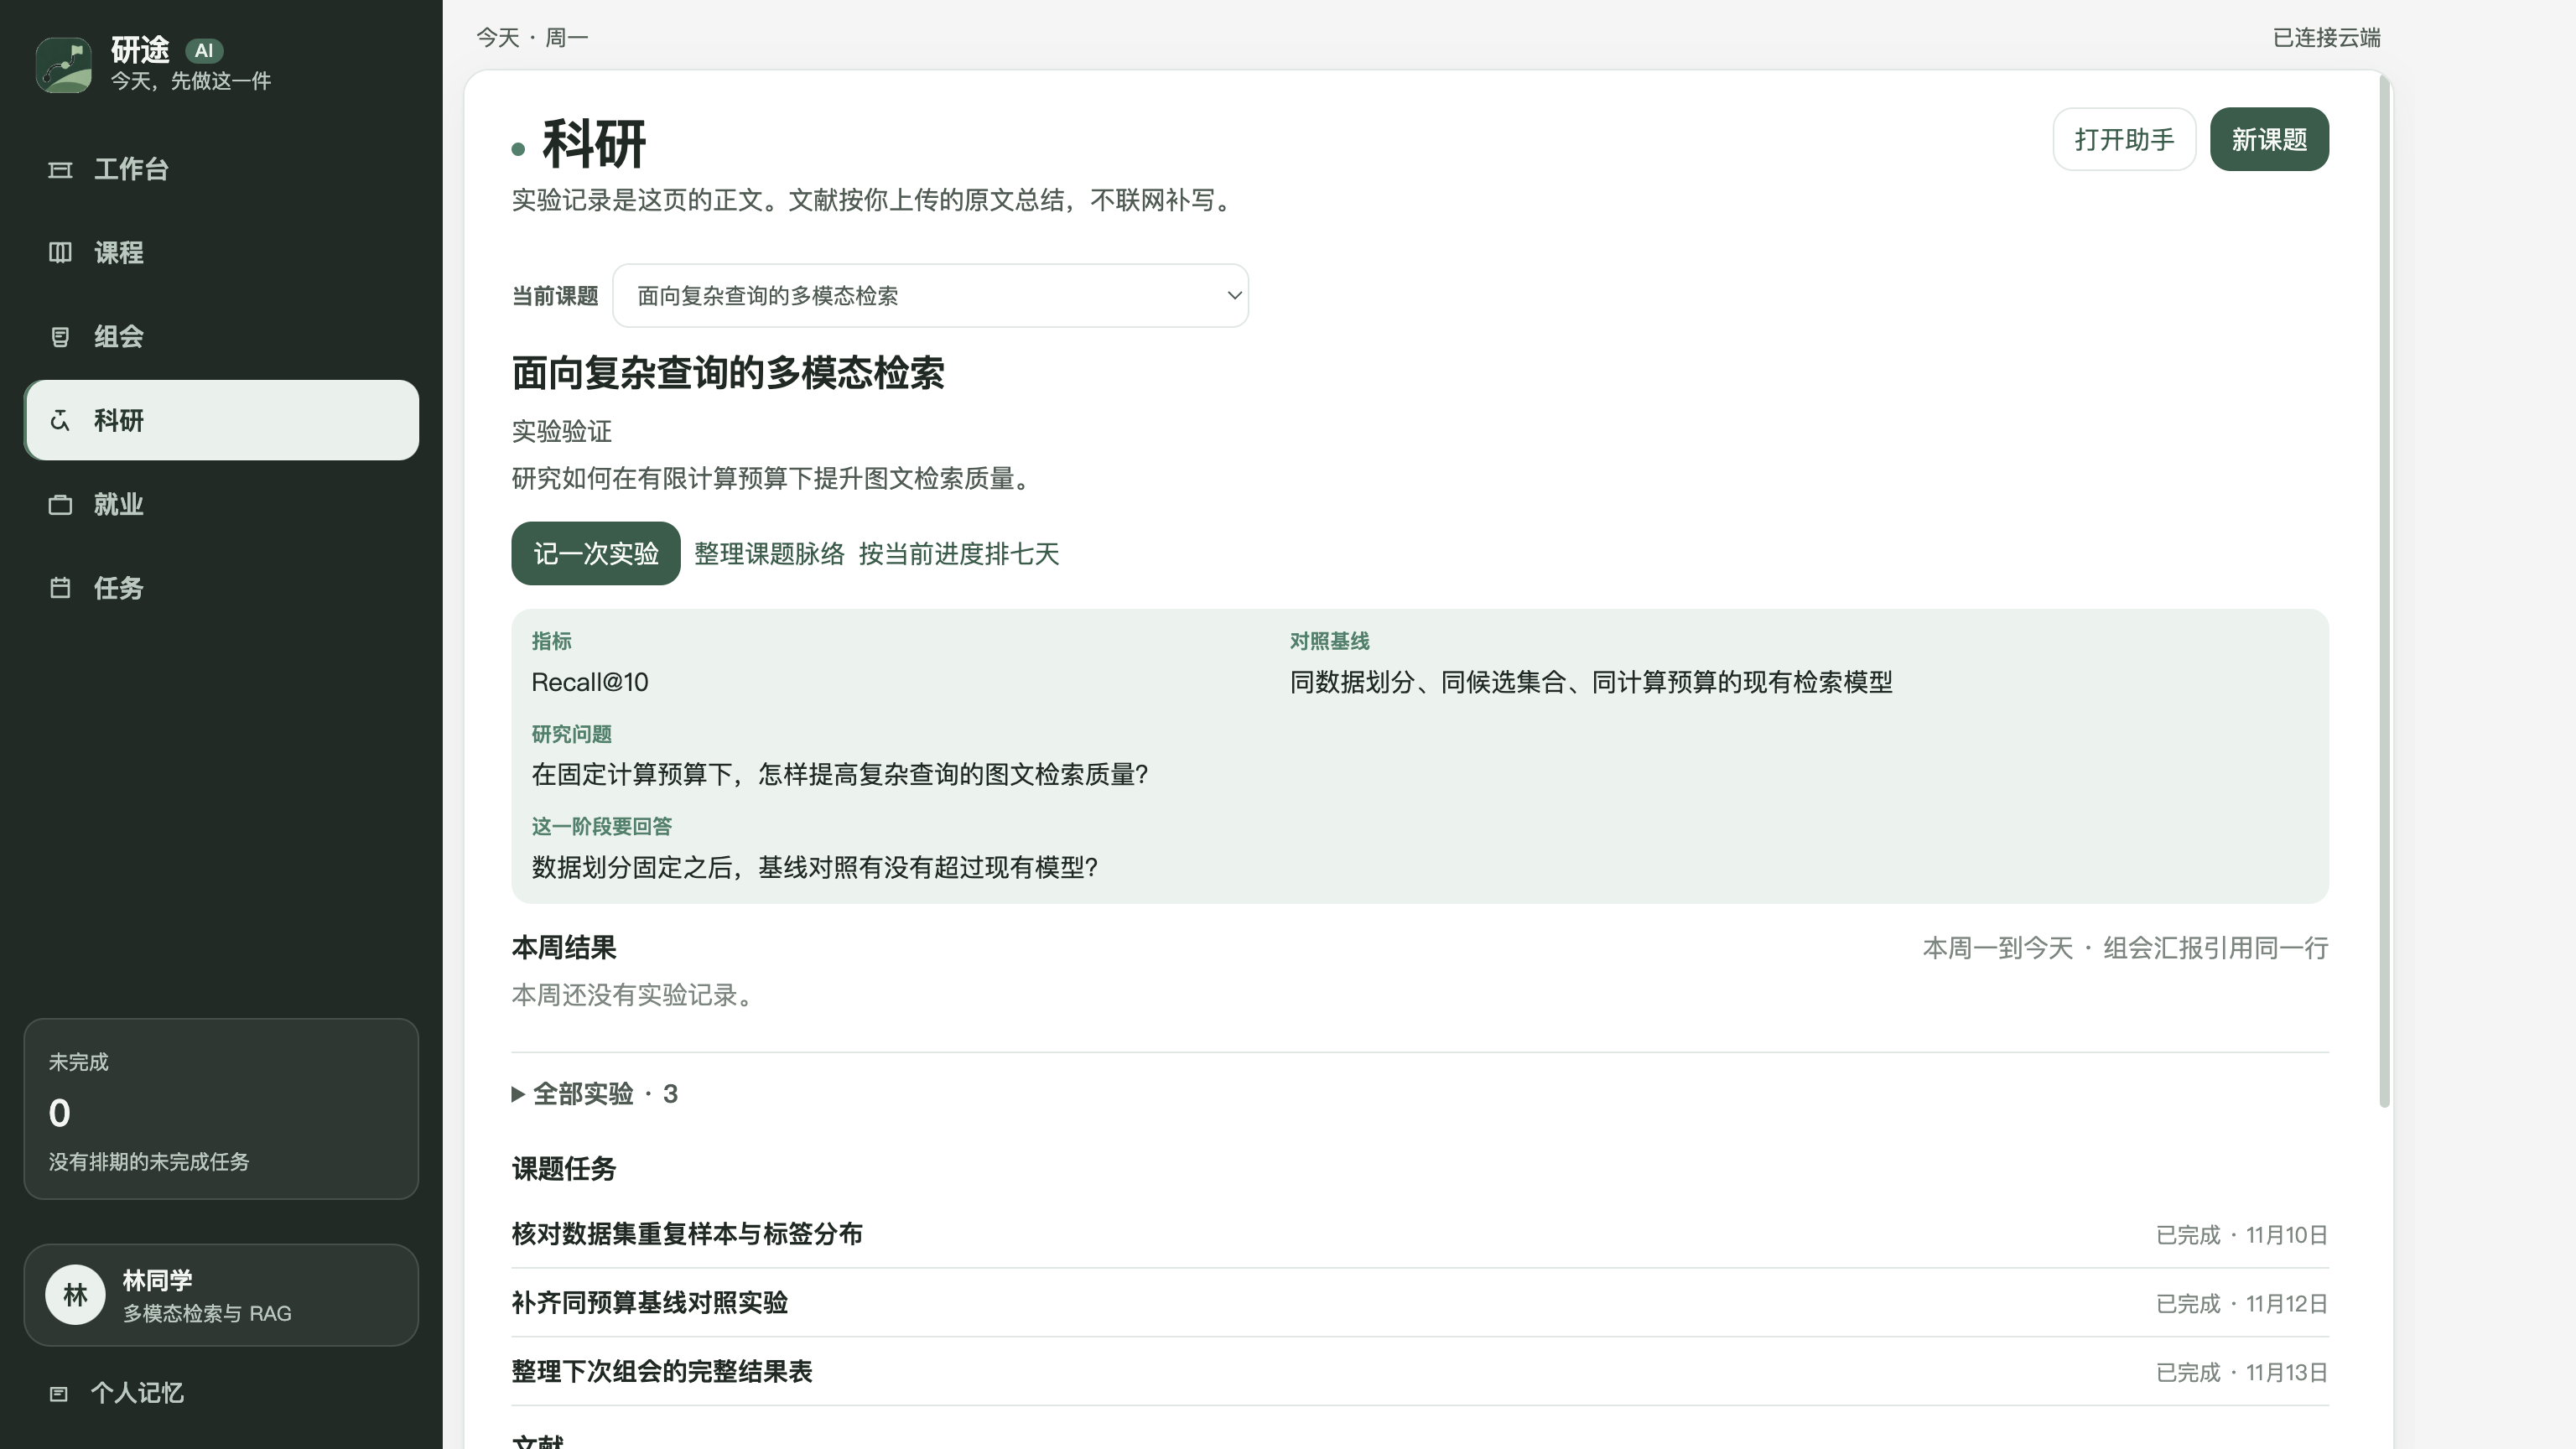 研途 AI
今天，先做这一件
工作台
课程
组会
科研
就业
任务
未完成
0
没有排期的未完成任务
林
林同学
多模态检索与 RAG
个人记忆
今天 · 周一
已连接云端
科研
打开助手
新课题
实验记录是这页的正文。文献按你上传的原文总结，不联网补写。
当前课题
面向复杂查询的多模态检索
面向复杂查询的多模态检索
实验验证
研究如何在有限计算预算下提升图文检索质量。
记一次实验 整理课题脉络 按当前进度排七天
指标
Recall@10
对照基线
同数据划分、同候选集合、同计算预算的现有检索模型
研究问题
在固定计算预算下，怎样提高复杂查询的图文检索质量？
这一阶段要回答
数据划分固定之后，基线对照有没有超过现有模型？
本周结果
本周一到今天 · 组会汇报引用同一行
本周还没有实验记录。
全部实验 · 3
课题任务
核对数据集重复样本与标签分布
已完成 · 11月10日
补齐同预算基线对照实验
已完成 · 11月12日
整理下次组会的完整结果表
已完成 · 11月13日
文献